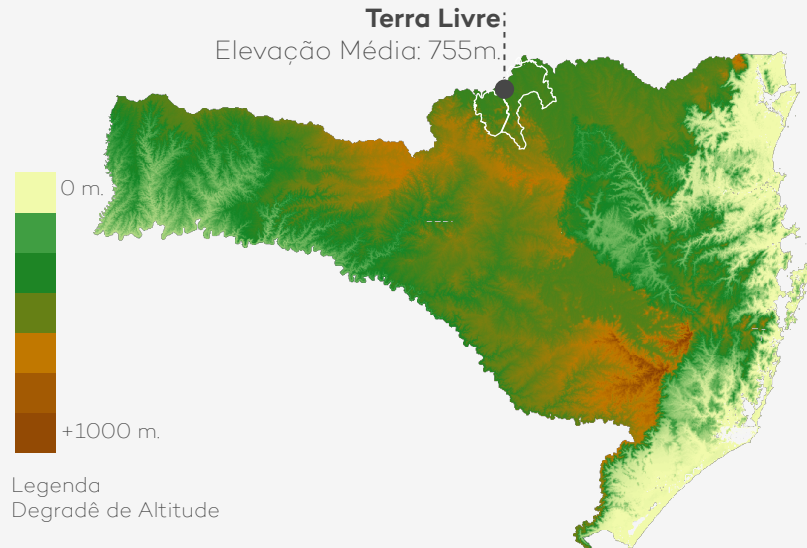 Terra Livre
Elevação Média: 755m.
0 m.
+1000 m.
Legenda
Degradê de Altitude